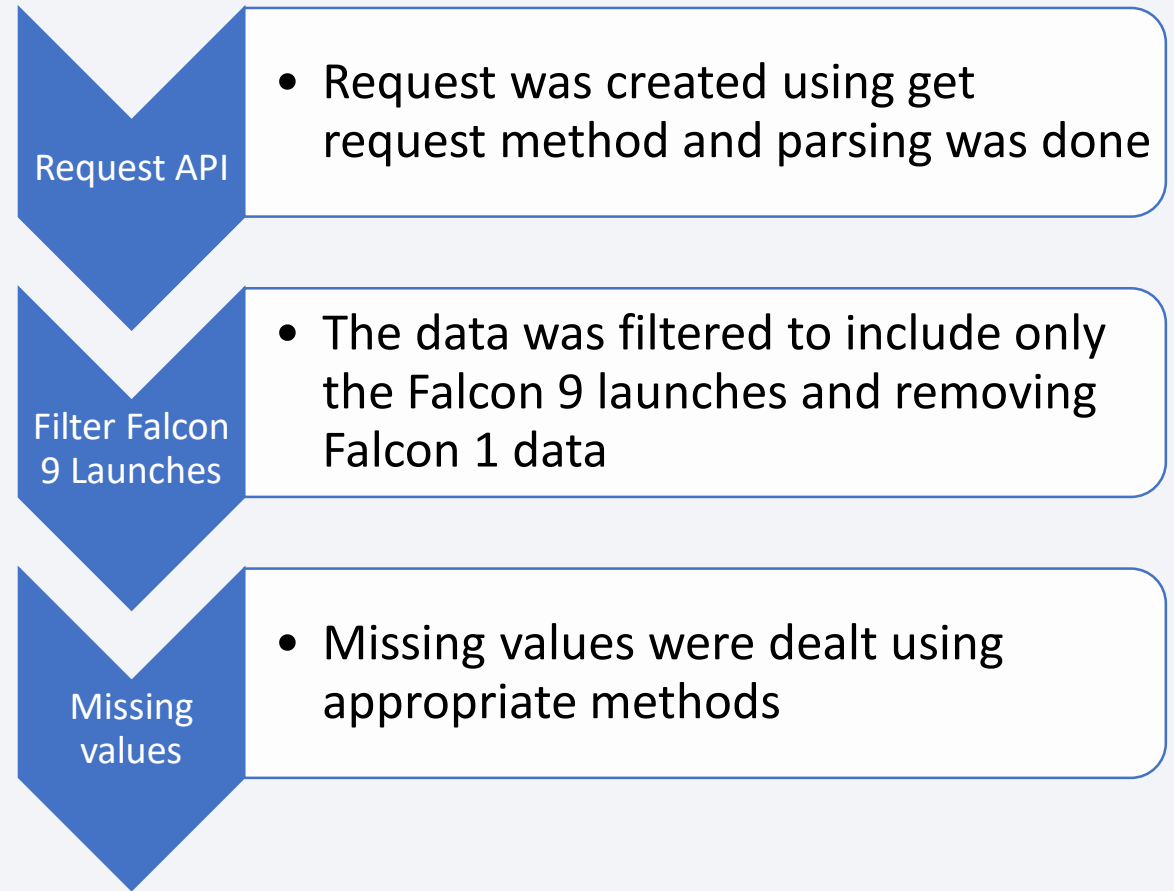 Request API
• Request was created using get
request method and parsing was done
Filter Falcon
9 Launches
• The data was filtered to include only
the Falcon 9 launches and removing
Falcon 1 data
Missing
values
• Missing values were dealt using
appropriate methods